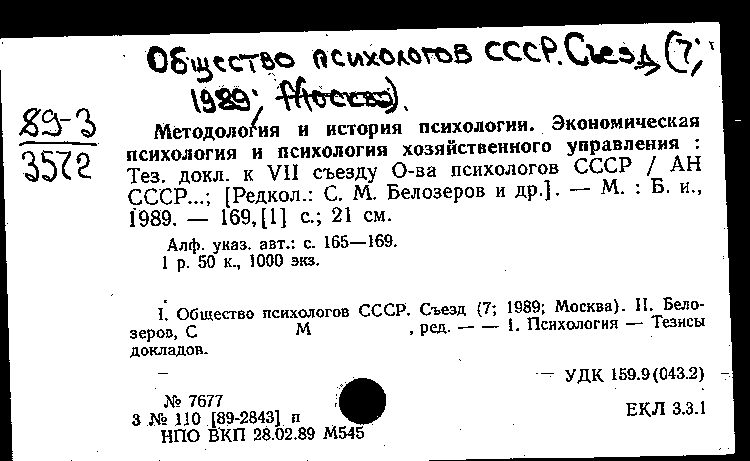 Общество психологов СССР. Съезд (7;
1989; Москва).
89-3
3572
Методология и история психологии. Экономическая
психология и психология хозяйственного управления :
Тез. докл. к VII съезду О-ва психологов СССР / АН
СССР...; [Редкол.: С. М. Белозеров и др.]. — М. : Б. и.,
1989. — 169, [1] с.; 21 см.
Алф. указ. авт.: с. 165—169.
1 р. 50 к., 1000 экз.
I. Общество психологов СССР. Съезд (7; 1989; Москва). II. Бело-
зеров, С М , ред. — — 1. Психология — Тезисы
докладов.
— — УДК 159.9(043.2) —
№ 7677
3 № 110 [89-2843] п
ЕКЛ 3.3.1
НПО ВКП 28.02.89 М545